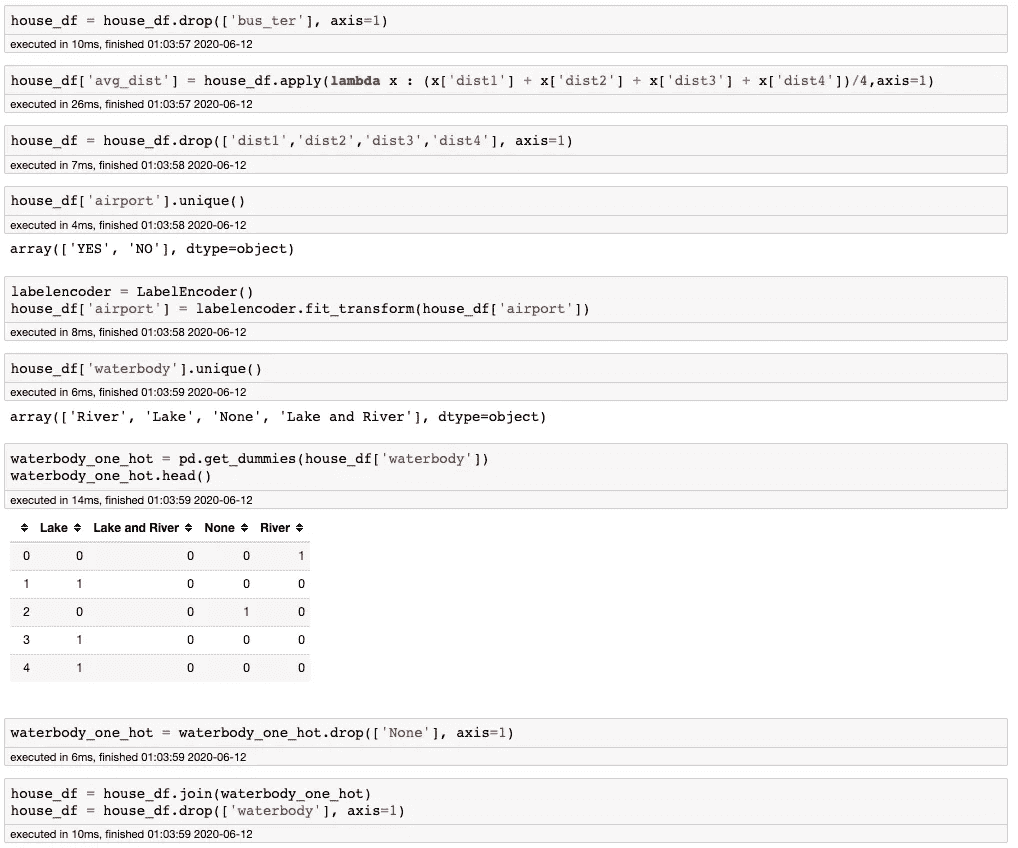 house_df = house_df.drop(['bus_ter'], axis=1)
executed in 10ms, finished 01:03:57 2020-06-12
house_df['avg_dist'] = house_df.apply(lambda x : (x['dist1'] + x['dist2'] + x['dist3'] + x['dist4'])/4,axis=1)
executed in 26ms, finished 01:03:57 2020-06-12
house_df = house_df.drop(['dist1','dist2','dist3','dist4'], axis=1)
executed in 7ms, finished 01:03:58 2020-06-12
house_df['airport'].unique()
executed in 4ms, finished 01:03:58 2020-06-12
array(['YES', 'NO'], dtype=object)
labelencoder = LabelEncoder()
house_df['airport'] = labelencoder.fit_transform(house_df['airport'])
executed in 8ms, finished 01:03:58 2020-06-12
house_df['waterbody'].unique()
executed in 6ms, finished 01:03:59 2020-06-12
array(['River', 'Lake', 'None', 'Lake and River'], dtype=object)
waterbody_one_hot = pd.get_dummies(house_df['waterbody'])
waterbody_one_hot.head()
executed in 14ms, finished 01:03:59 2020-06-12
Lake Lake and River None River
0 0 0 0 1
1 1 0 0 0
2 0 0 1 0
3 1 0 0 0
4 1 0 0 0
waterbody_one_hot = waterbody_one_hot.drop(['None'], axis=1)
executed in 6ms, finished 01:03:59 2020-06-12
house_df = house_df.join(waterbody_one_hot)
house_df = house_df.drop(['waterbody'], axis=1)
executed in 10ms, finished 01:03:59 2020-06-12